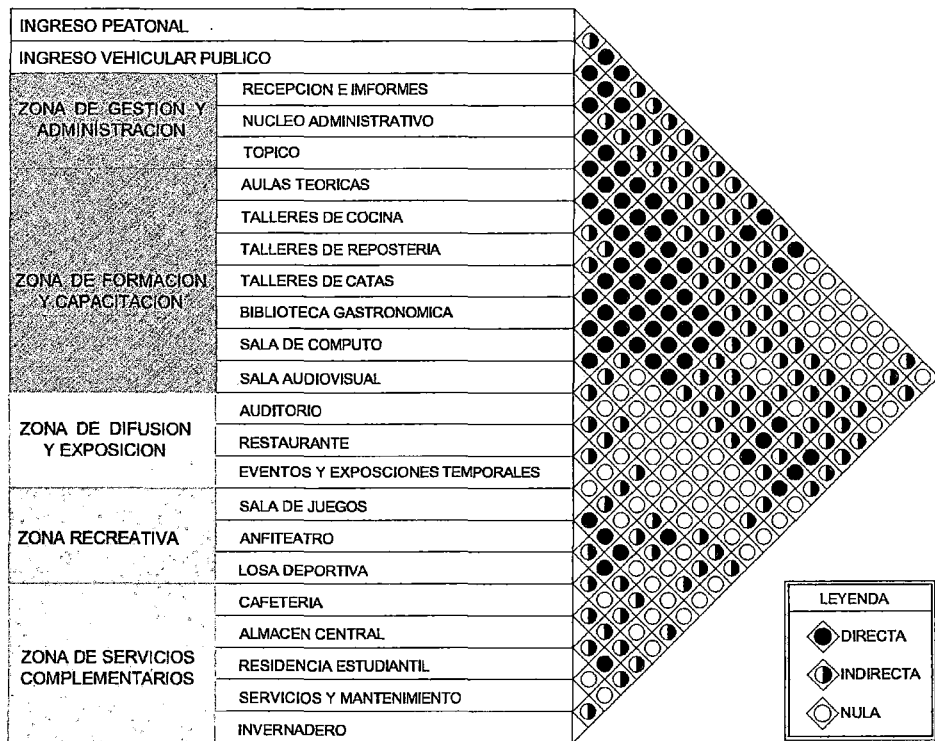 INGRESO PEATONAL
INGRESO VEHICULAR PUBLICO
ZONA DE GESTION Y
ADMINISTRACION
RECEPCION E IMFORMES
NUCLEO ADMINISTRATIVO
TOPICO
ZONA DE FORMACION
Y CAPACITACION
AULAS TEORICAS
TALLERES DE COCINA
TALLERES DE REPOSTERIA
TALLERES DE CATAS
BIBLIOTECA GASTRONOMICA
SALA DE COMPUTO
SALA AUDIOVISUAL
ZONA DE DIFUSION
Y EXPOSICION
AUDITORIO
RESTAURANTE
EVENTOS Y EXPOSCIONES TEMPORALES
ZONA RECREATIVA
SALA DE JUEGOS
ANFITEATRO
LOSA DEPORTIVA
ZONA DE SERVICIOS
COMPLEMENTARIOS
CAFETERIA
ALMACEN CENTRAL
RESIDENCIA ESTUDIANTIL
SERVICIOS Y MANTENIMIENTO
INVERNADERO
LEYENDA
DIRECTA
INDIRECTA
NULA